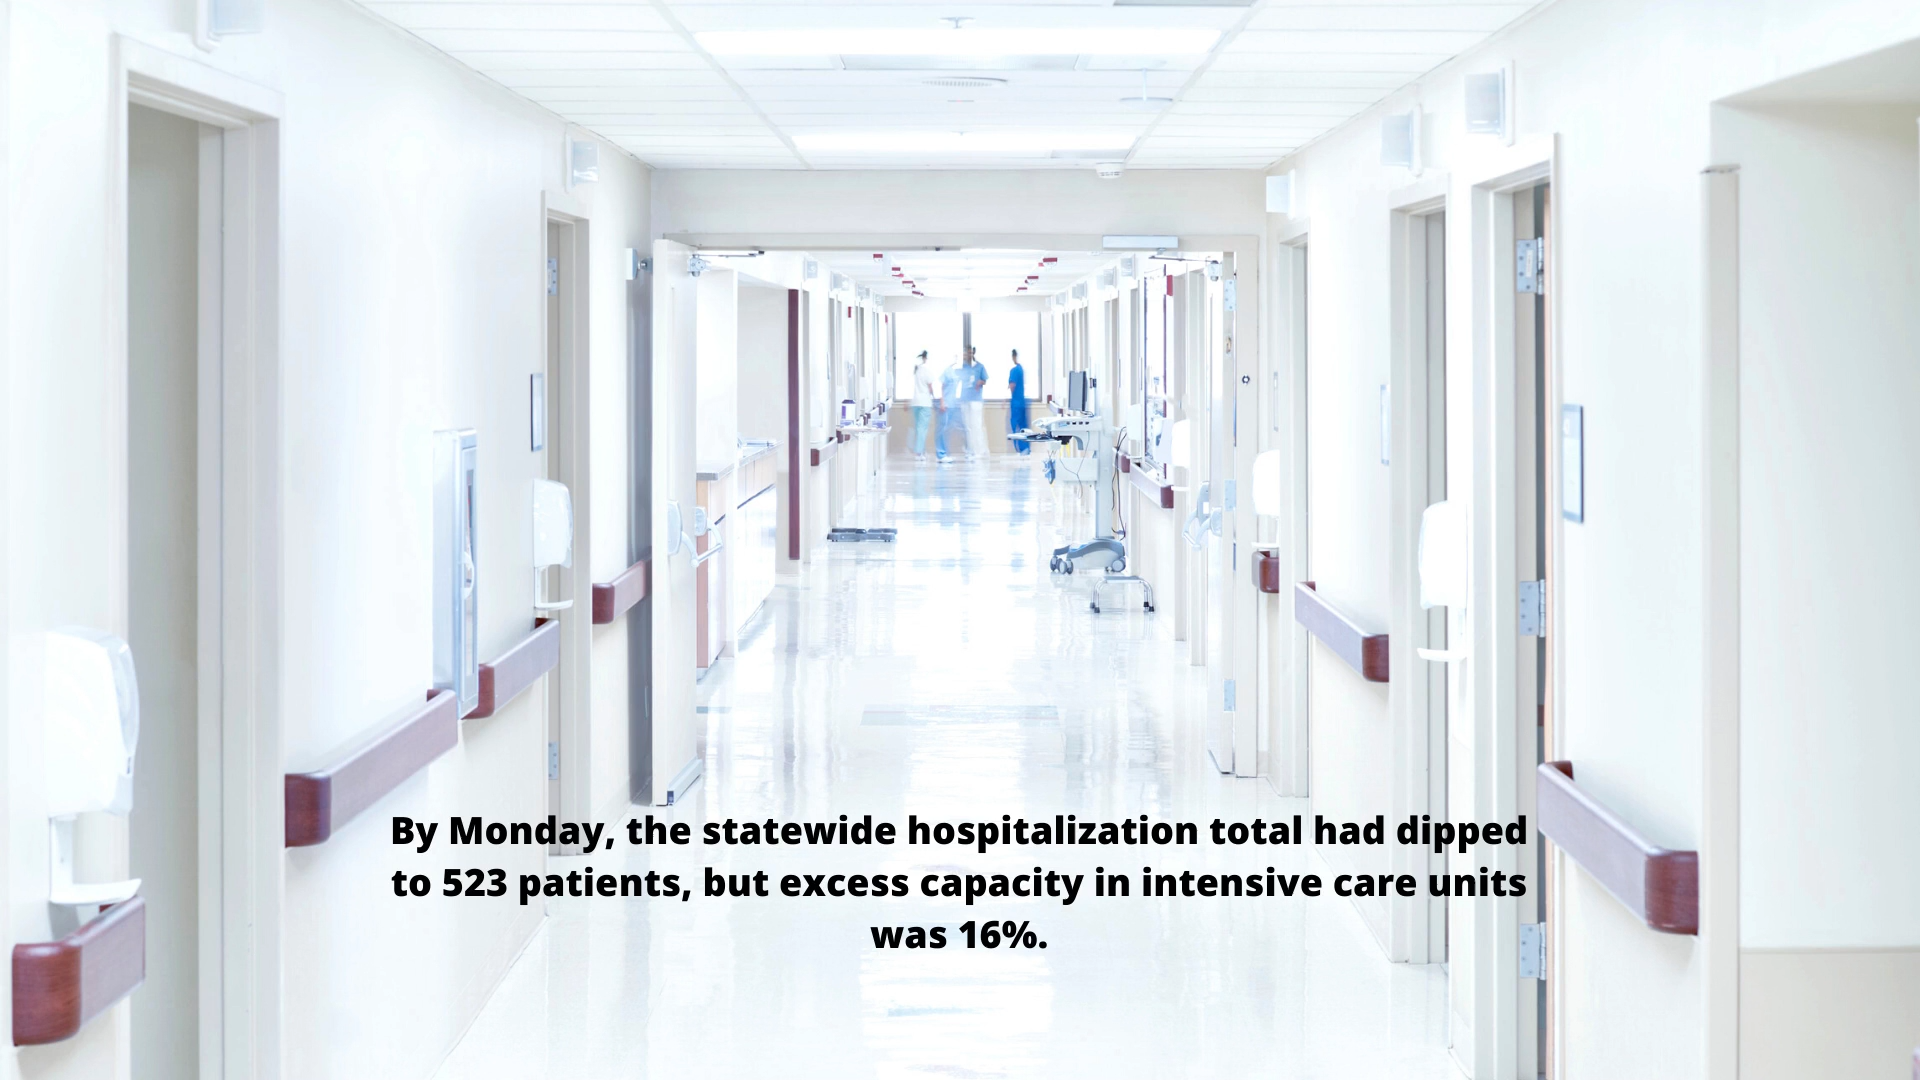 By Monday, the statewide hospitalization total had dipped
to 523 patients, but excess capacity in intensive care units
was 16%.